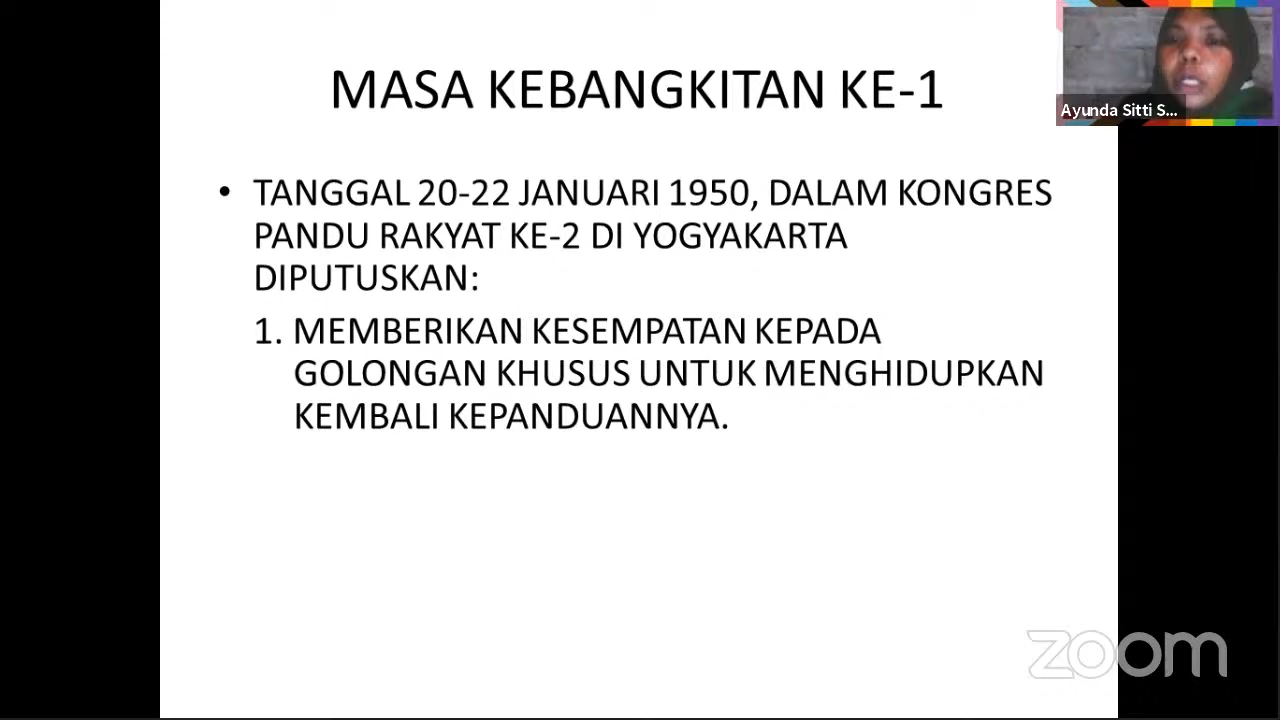 MASA KEBANGKITAN KE-1
Ayunda Sitti S...
• TANGGAL 20-22 JANUARI 1950, DALAM KONGRES
PANDU RAKYAT KE-2 DI YOGYAKARTA
DIPUTUSKAN:
1. MEMBERIKAN KESEMPATAN KEPADA
GOLONGAN KHUSUS UNTUK MENGHIDUPKAN
KEMBALI KEPANDUANNYA.
zoom